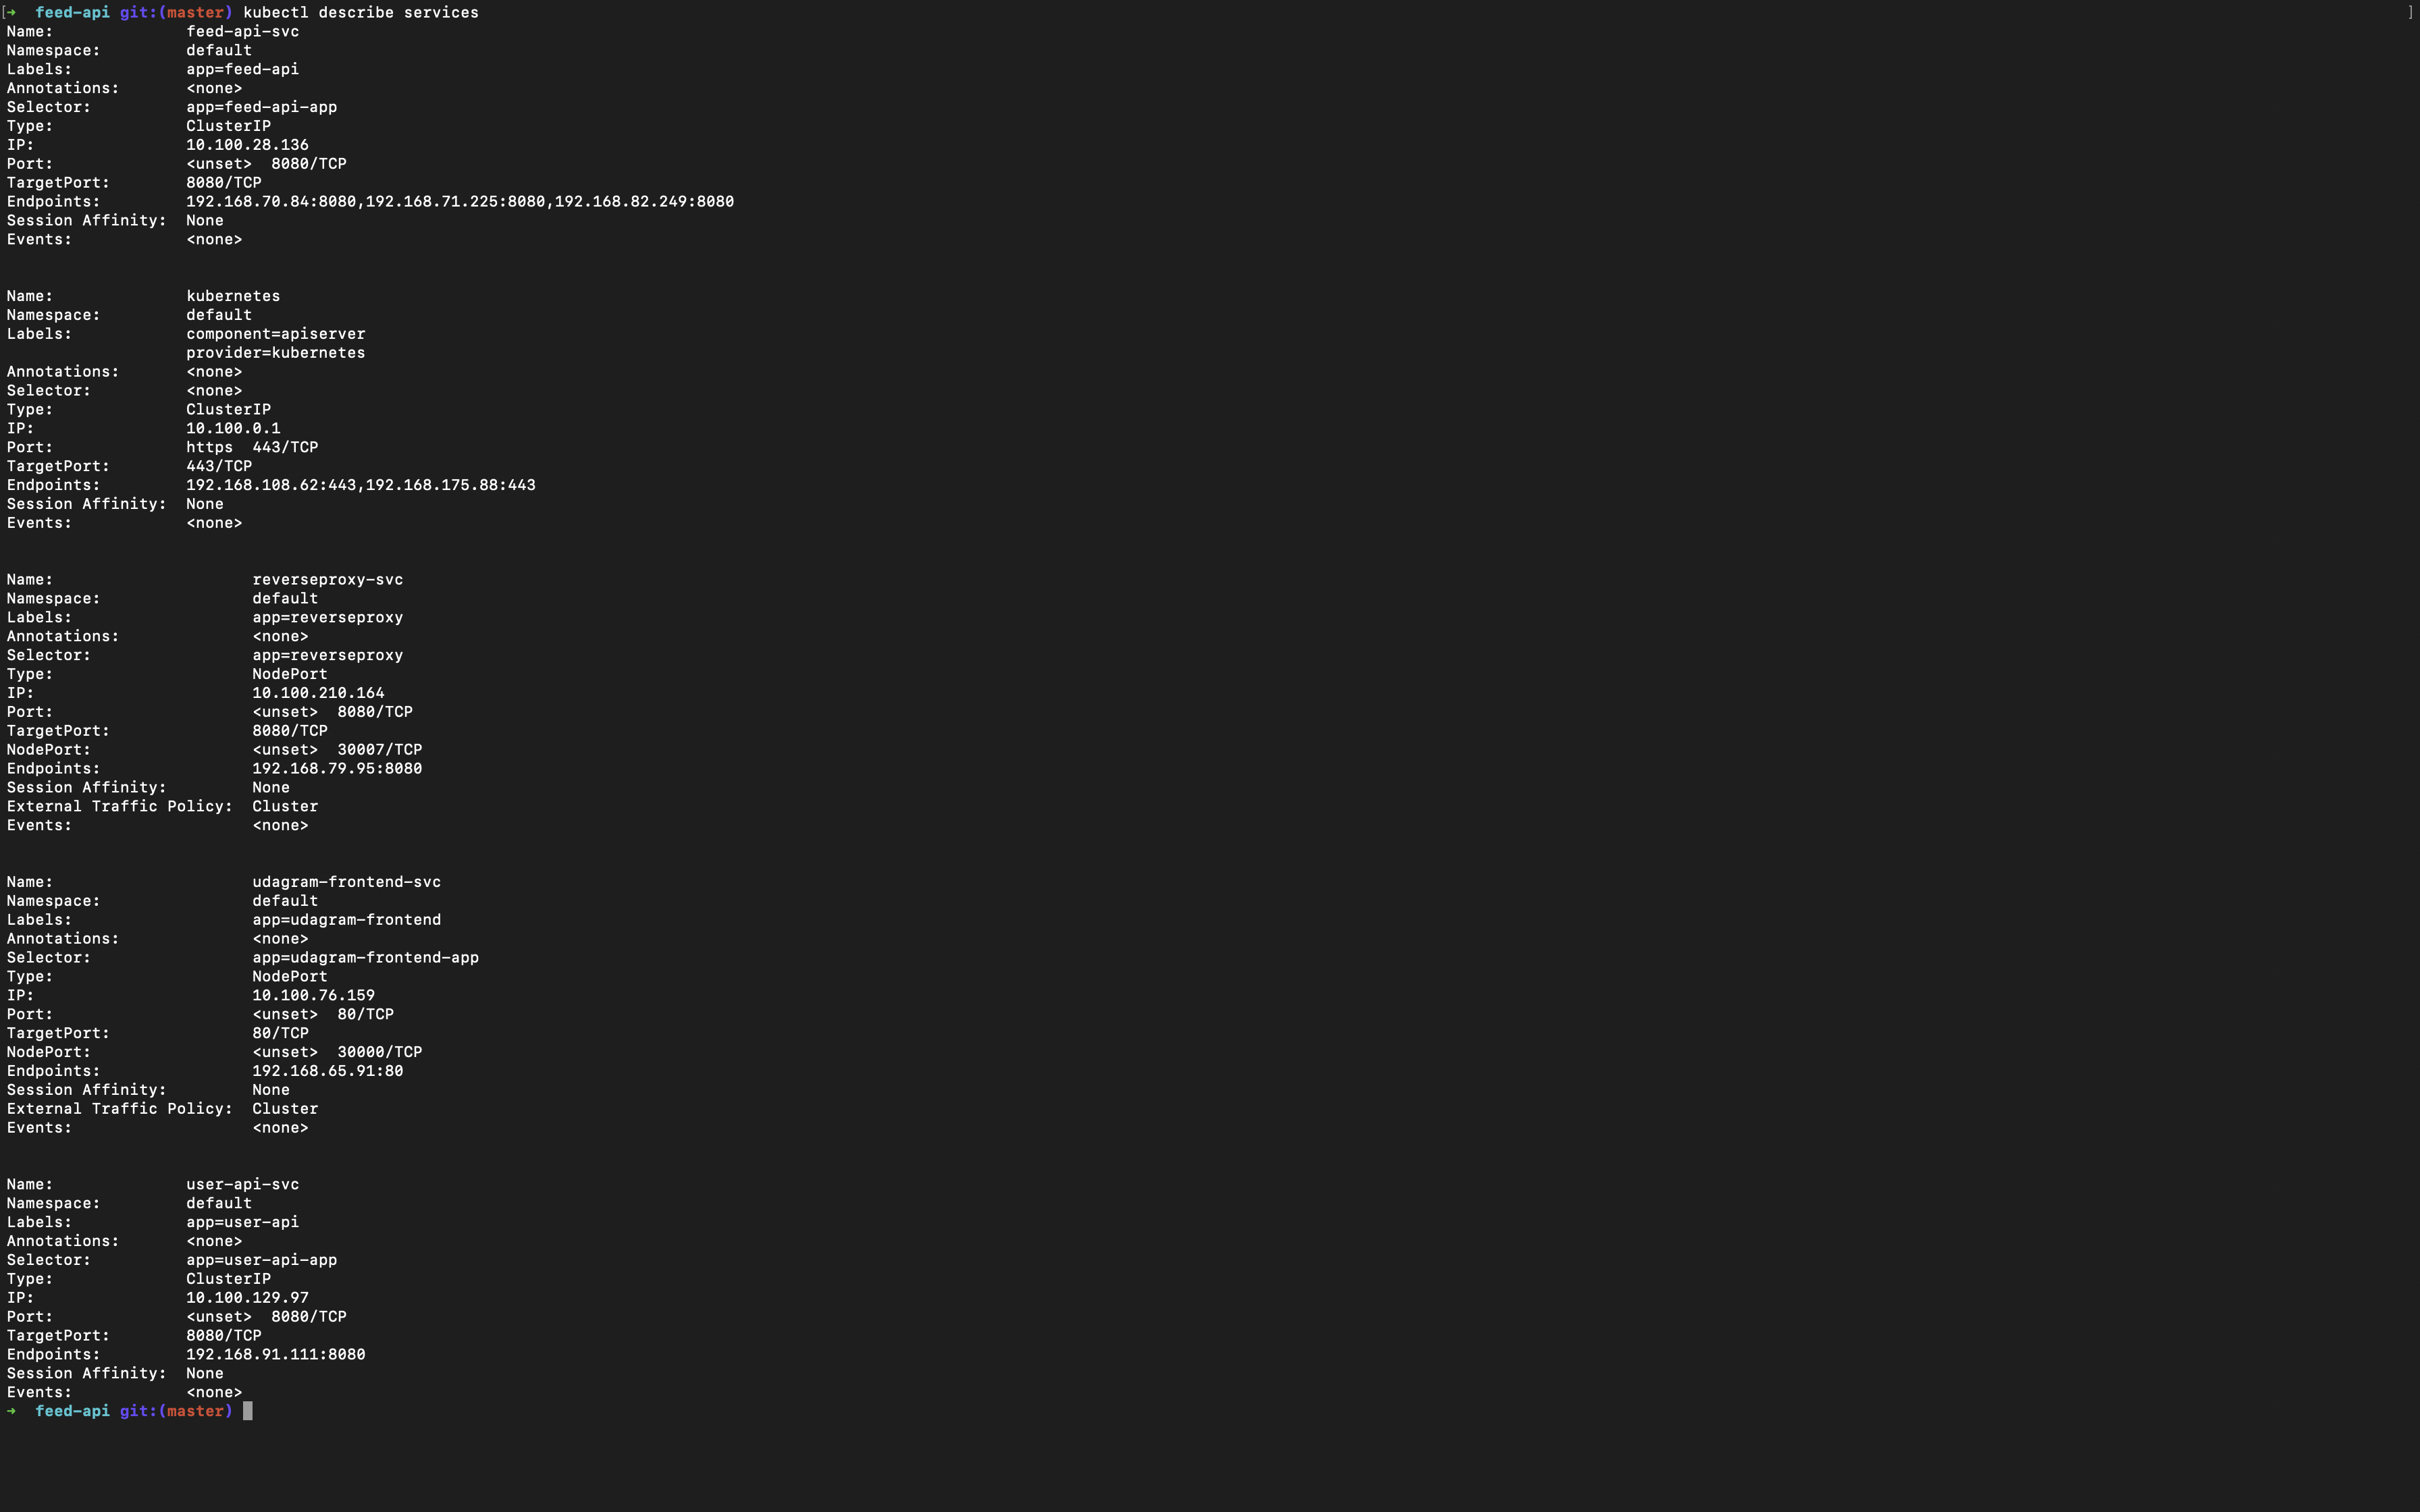 [➜  feed-api git:(master) kubectl describe services ]
Name:              feed-api-svc
Namespace:         default
Labels:            app=feed-api
Annotations:       <none>
Selector:          app=feed-api-app
Type:              ClusterIP
IP:                10.100.28.136
Port:              <unset>  8080/TCP
TargetPort:        8080/TCP
Endpoints:         192.168.70.84:8080,192.168.71.225:8080,192.168.82.249:8080
Session Affinity:  None
Events:            <none>
Name:              kubernetes
Namespace:         default
Labels:            component=apiserver
                   provider=kubernetes
Annotations:       <none>
Selector:          <none>
Type:              ClusterIP
IP:                10.100.0.1
Port:              https  443/TCP
TargetPort:        443/TCP
Endpoints:         192.168.108.62:443,192.168.175.88:443
Session Affinity:  None
Events:            <none>
Name:                     reverseproxy-svc
Namespace:                default
Labels:                   app=reverseproxy
Annotations:              <none>
Selector:                 app=reverseproxy
Type:                     NodePort
IP:                       10.100.210.164
Port:                     <unset>  8080/TCP
TargetPort:               8080/TCP
NodePort:                 <unset>  30007/TCP
Endpoints:                192.168.79.95:8080
Session Affinity:         None
External Traffic Policy:  Cluster
Events:                   <none>
Name:                     udagram-frontend-svc
Namespace:                default
Labels:                   app=udagram-frontend
Annotations:              <none>
Selector:                 app=udagram-frontend-app
Type:                     NodePort
IP:                       10.100.76.159
Port:                     <unset>  80/TCP
TargetPort:               80/TCP
NodePort:                 <unset>  30000/TCP
Endpoints:                192.168.65.91:80
Session Affinity:         None
External Traffic Policy:  Cluster
Events:                   <none>
Name:              user-api-svc
Namespace:         default
Labels:            app=user-api
Annotations:       <none>
Selector:          app=user-api-app
Type:              ClusterIP
IP:                10.100.129.97
Port:              <unset>  8080/TCP
TargetPort:        8080/TCP
Endpoints:         192.168.91.111:8080
Session Affinity:  None
Events:            <none>
➜  feed-api git:(master)